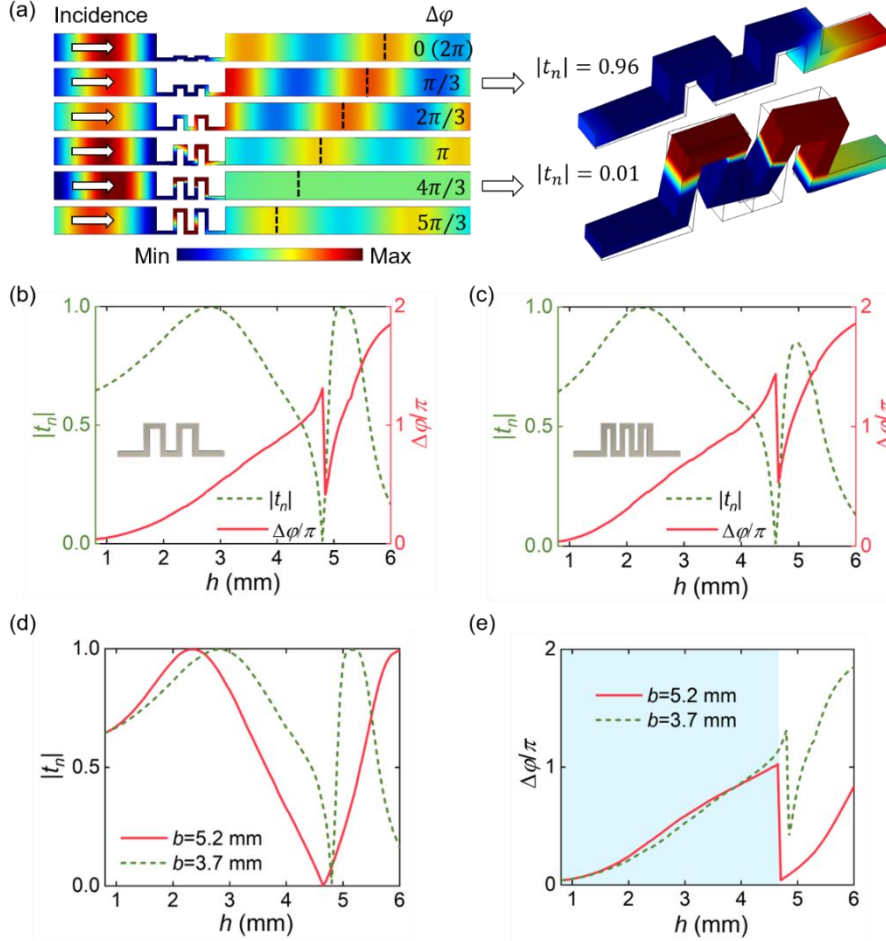 (a) Incidence Δφ
0 (2π)
π/3
2π/3
π
4π/3
5π/3
Min Max
|tₙ| = 0.96
|tₙ| = 0.01
(b)
|tₙ|
1.0
0.5
0.0
2
1
0
Δφ/π
|tₙ|
Δφ/π
1 2 3 4 5 6
h (mm)
(c)
|tₙ|
1.0
0.5
0.0
2
1
0
Δφ/π
|tₙ|
Δφ/π
1 2 3 4 5 6
h (mm)
(d)
|tₙ|
1.0
0.5
0.0
b=5.2 mm
b=3.7 mm
1 2 3 4 5 6
h (mm)
(e)
Δφ/π
2
1
0
b=5.2 mm
b=3.7 mm
1 2 3 4 5 6
h (mm)